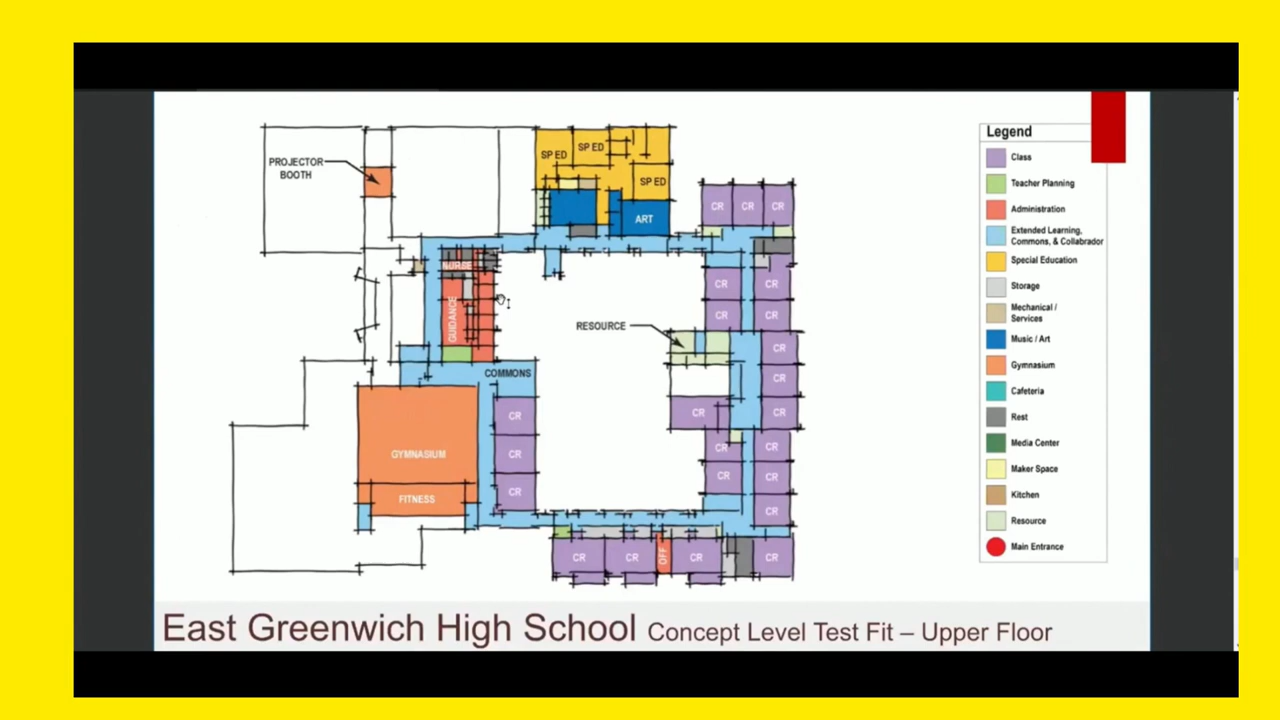 PROJECTOR
BOOTH
SP ED
SP ED
SP ED
ART
CR
CR
CR
NURSE
GUIDANCE
CR
CR
CR
CR
RESOURCE
CR
CR
CR
CR
COMMONS
CR
CR
CR
CR
CR
CR
CR
CR
CR
GYMNASIUM
FITNESS
CR
CR
OFF
CR
CR
Legend
Class
Teacher Planning
Administration
Extended Learning,
Commons, & Collabrador
Special Education
Storage
Mechanical /
Services
Music / Art
Gymnasium
Cafeteria
Rest
Media Center
Maker Space
Kitchen
Resource
Main Entrance
East Greenwich High School Concept Level Test Fit – Upper Floor